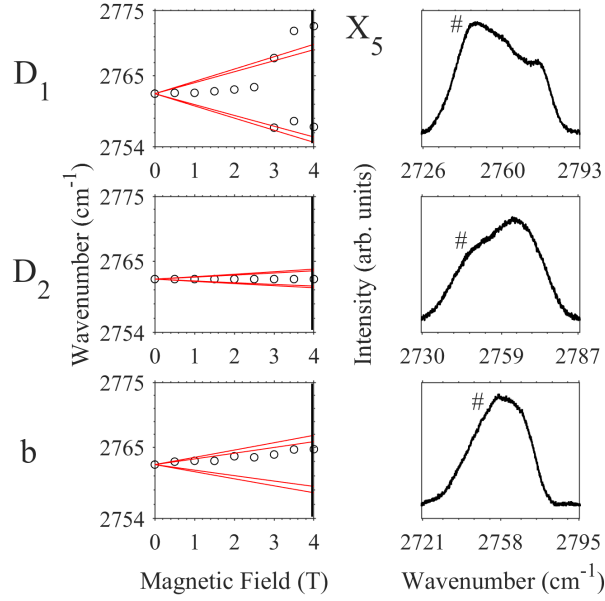 D₁
2775
2765
2754
0 1 2 3 4
X₅
#
2726 2760 2793
D₂
2775
2765
2754
0 1 2 3 4
#
2730 2759 2787
b
2775
2765
2754
0 1 2 3 4
#
2721 2758 2795
Wavenumber (cm⁻¹)
Intensity (arb. units)
Magnetic Field (T)
Wavenumber (cm⁻¹)